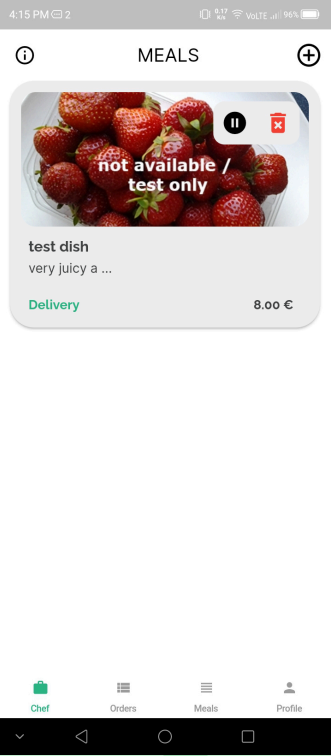 4:15 PM 2 0.17 K/s VoLTE 96%
MEALS
not available /
test only
test dish
very juicy a ...
Delivery 8.00 €
Chef Orders Meals Profile